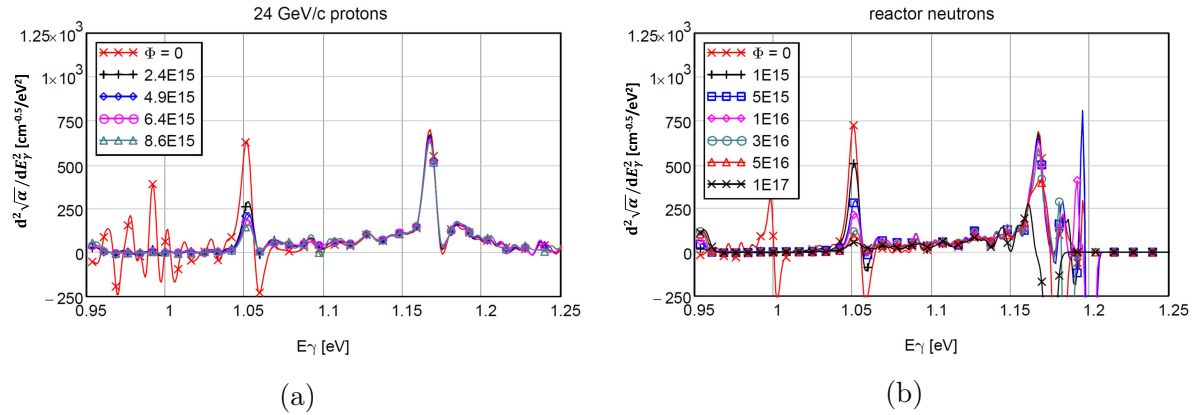 24 GeV/c protons
d²√α/dE²γ [cm⁻⁰·⁵/eV²]
1.25×10³
1×10³
750
500
250
0
− 250
Φ = 0
2.4E15
4.9E15
6.4E15
8.6E15
0.95
1
1.05
1.1
1.15
1.2
1.25
Eγ [eV]
(a)
reactor neutrons
d²√α/dE²γ [cm⁻⁰·⁵/eV²]
1.25×10³
1×10³
750
500
250
0
− 250
Φ = 0
1E15
5E15
1E16
3E16
5E16
1E17
0.95
1
1.05
1.1
1.15
1.2
1.25
Eγ [eV]
(b)